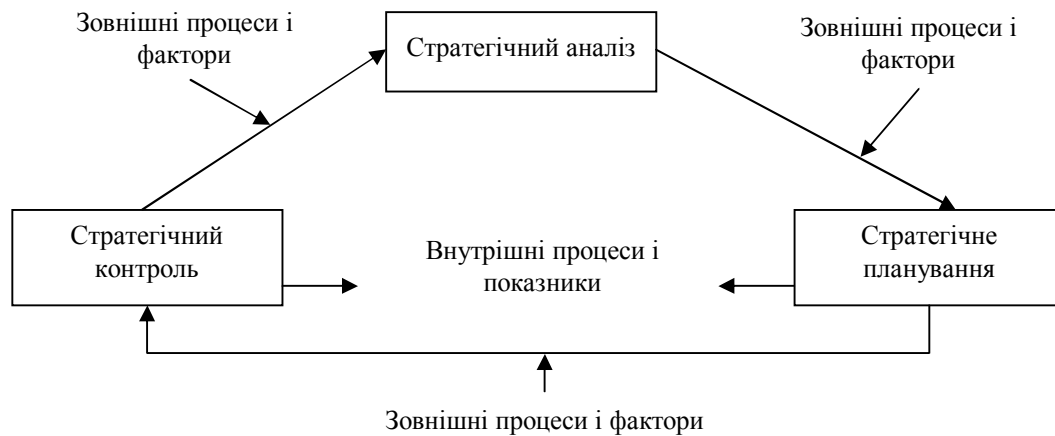 Зовнішні процеси і
фактори
Стратегічний аналіз
Зовнішні процеси і
фактори
Стратегічний
контроль
Внутрішні процеси і
показники
Стратегічне
планування
Зовнішні процеси і фактори